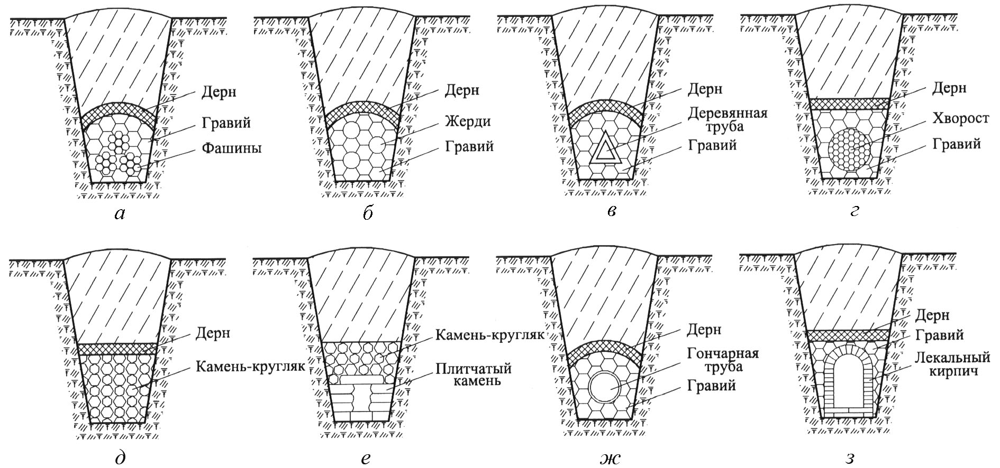 Дерн
Гравий
Фашины
а
Дерн
Жерди
Гравий
б
Дерн
Деревянная
труба
Гравий
в
Дерн
Хворост
Гравий
г
Дерн
Камень-кругляк
д
Камень-кругляк
Плитчатый
камень
е
Дерн
Гончарная
труба
Гравий
ж
Дерн
Гравий
Лекальный
кирпич
з